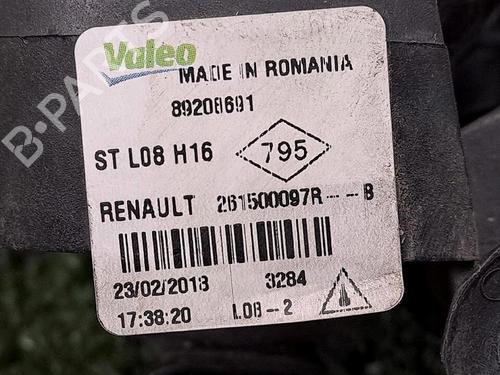 Valeo
MADE IN ROMANIA
89208691
ST L08 H16
795
RENAULT 261500097R----B
23/02/2018 3284
17:38:20 L08-2
B-PARTS